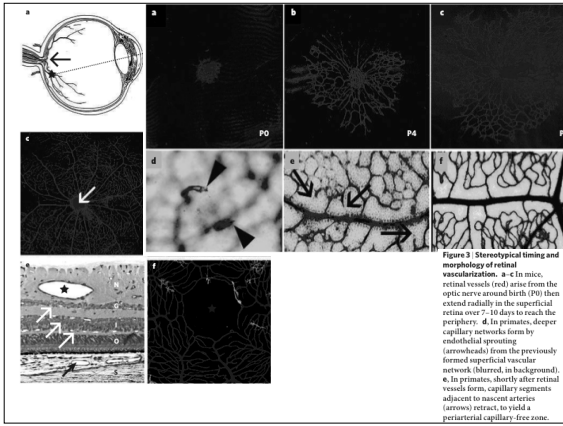 a
a
b
c
P0
P4
P
c
d
e
f
e
f
G
I
O
S
Figure 3 | Stereotypical timing and
morphology of retinal
vascularization. a–c In mice,
retinal vessels (red) arise from the
optic nerve around birth (P0) then
extend radially in the superficial
retina over 7–10 days to reach the
periphery. d, In primates, deeper
capillary networks form by
endothelial sprouting
(arrowheads) from the previously
formed superficial vascular
network (blurred, in background).
e, In primates, shortly after retinal
vessels form, capillary segments
adjacent to nascent arteries
(arrows) retract, to yield a
periarterial capillary-free zone.